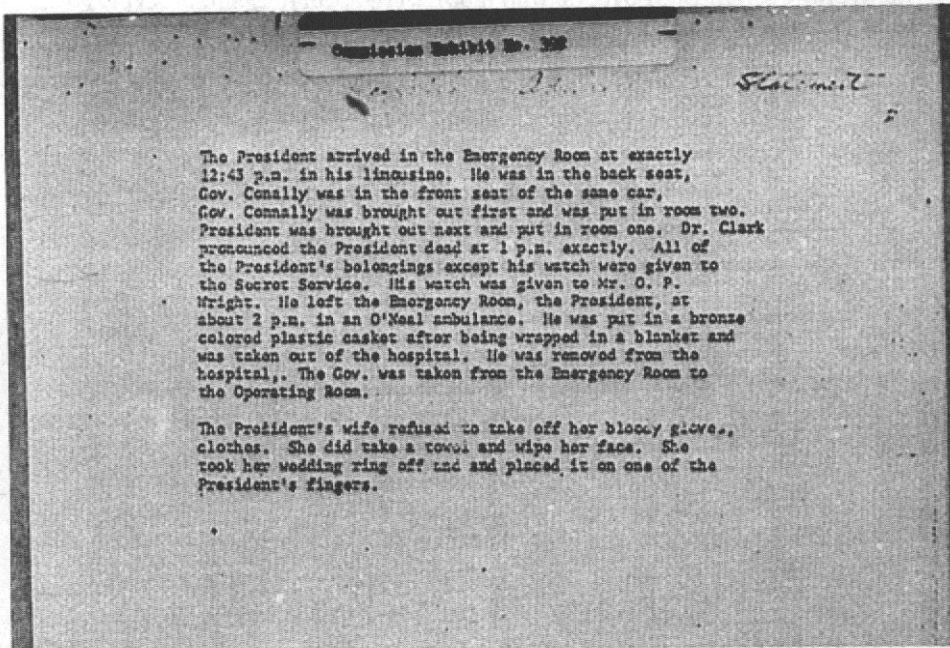 Commission Exhibit No. 392
Statement
The President arrived in the Emergency Room at exactly
12:43 p.m. in his limousine. He was in the back seat,
Gov. Conally was in the front seat of the same car,
Gov. Connally was brought out first and was put in room two.
President was brought out next and put in room one. Dr. Clark
pronounced the President dead at 1 p.m. exactly. All of
the President's belongings except his watch were given to
the Secret Service. His watch was given to Mr. O. P.
Wright. He left the Emergency Room, the President, at
about 2 p.m. in an O'Neal ambulance. He was put in a bronze
colored plastic casket after being wrapped in a blanket and
was taken out of the hospital. He was removed from the
hospital,. The Gov. was taken from the Emergency Room to
the Operating Room.
The President's wife refused to take off her bloody gloves,
clothes. She did take a towel and wipe her face. She
took her wedding ring off and and placed it on one of the
President's fingers.